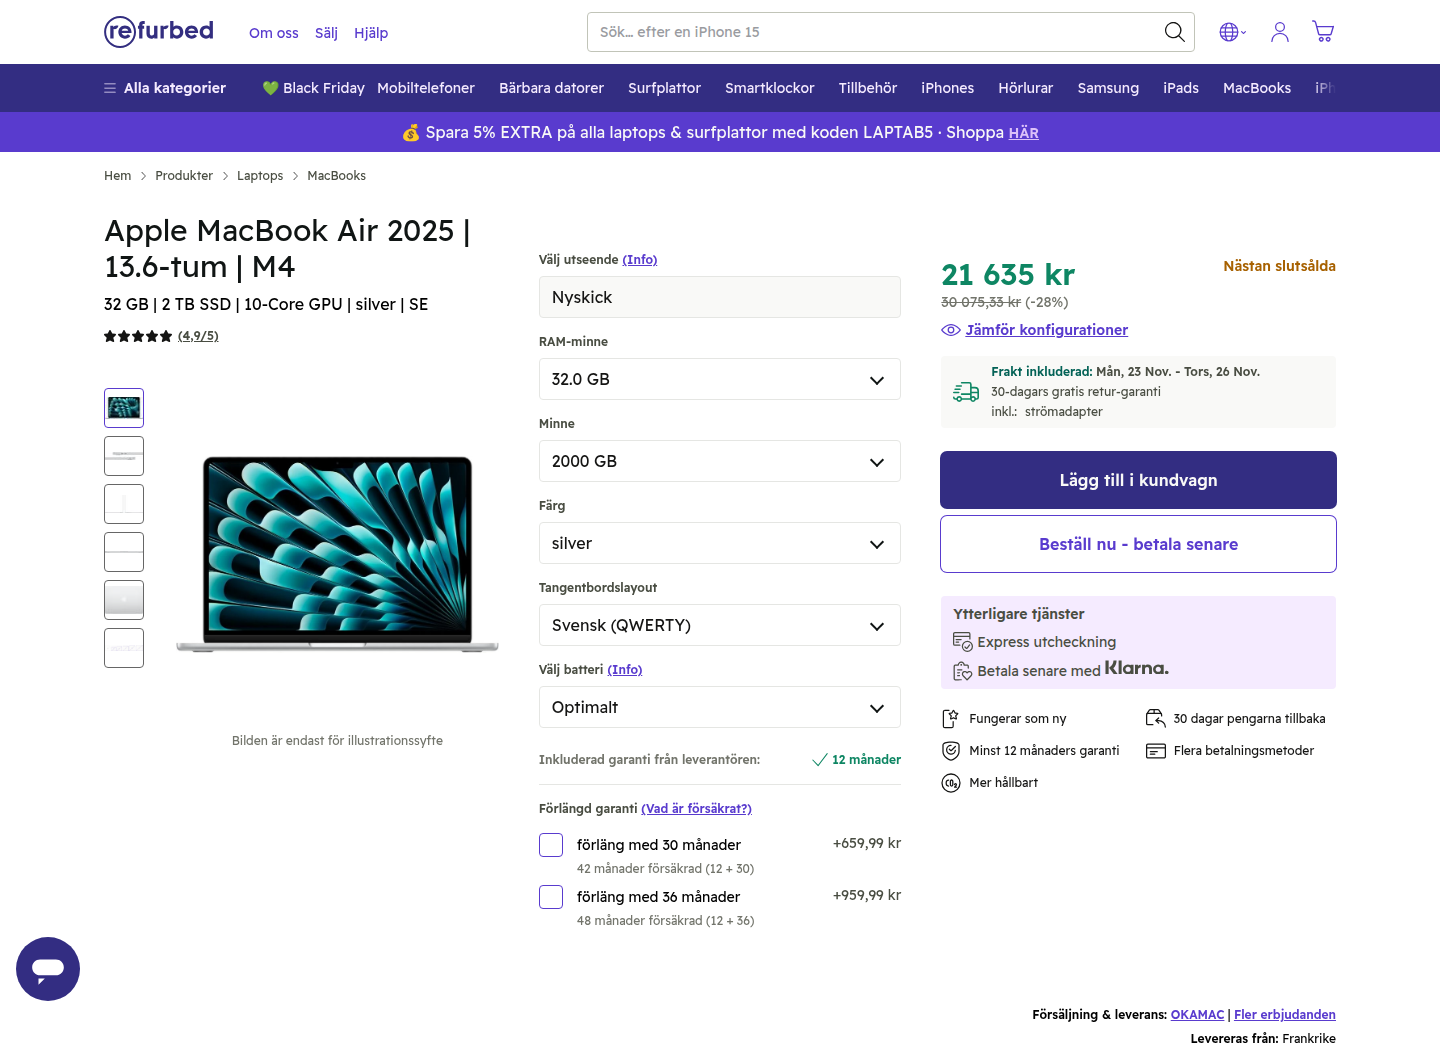 refurbed
Om oss
Sälj
Hjälp
Sök... efter en iPhone 15
Alla kategorier
💚 Black Friday
Mobiltelefoner
Bärbara datorer
Surfplattor
Smartklockor
Tillbehör
iPhones
Hörlurar
Samsung
iPads
MacBooks
iPh
💰 Spara 5% EXTRA på alla laptops & surfplattor med koden LAPTAB5 · Shoppa HÄR
Hem > Produkter > Laptops > MacBooks
Apple MacBook Air 2025 |
13.6-tum | M4
32 GB | 2 TB SSD | 10-Core GPU | silver | SE
(4,9/5)
Bilden är endast för illustrationssyfte
Välj utseende (Info)
Nyskick
RAM-minne
32.0 GB
Minne
2000 GB
Färg
silver
Tangentbordslayout
Svensk (QWERTY)
Välj batteri (Info)
Optimalt
Inkluderad garanti från leverantören:
12 månader
Förlängd garanti (Vad är försäkrat?)
förläng med 30 månader
+659,99 kr
42 månader försäkrad (12 + 30)
förläng med 36 månader
+959,99 kr
48 månader försäkrad (12 + 36)
21 635 kr
Nästan slutsålda
30 075,33 kr (-28%)
Jämför konfigurationer
Frakt inkluderad: Mån, 23 Nov. - Tors, 26 Nov.
30-dagars gratis retur-garanti
inkl.: strömadapter
Lägg till i kundvagn
Beställ nu - betala senare
Ytterligare tjänster
Express utcheckning
Betala senare med Klarna.
Fungerar som ny
30 dagar pengarna tillbaka
Minst 12 månaders garanti
Flera betalningsmetoder
CO₂
Mer hållbart
Försäljning & leverans: OKAMAC | Fler erbjudanden
Levereras från: Frankrike